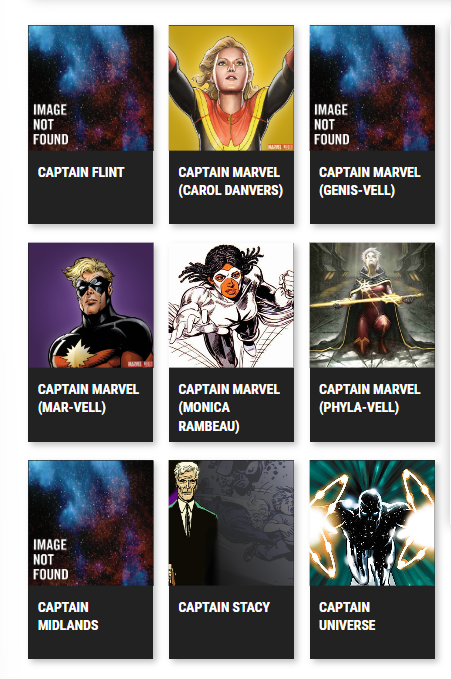 IMAGE
NOT
FOUND
CAPTAIN FLINT
CAPTAIN MARVEL
(CAROL DANVERS)
IMAGE
NOT
FOUND
CAPTAIN MARVEL
(GENIS-VELL)
CAPTAIN MARVEL
(MAR-VELL)
CAPTAIN MARVEL
(MONICA
RAMBEAU)
CAPTAIN MARVEL
(PHYLA-VELL)
IMAGE
NOT
FOUND
CAPTAIN
MIDLANDS
CAPTAIN STACY
CAPTAIN
UNIVERSE